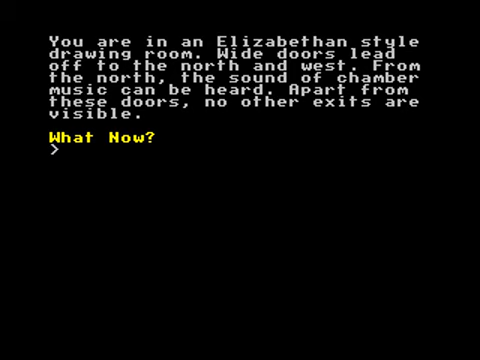 You are in an Elizabethan style
drawing room. Wide doors lead
off to the north and west. From
the north, the sound of chamber
music can be heard. Apart from
these doors, no other exits are
visible.
What Now?
>